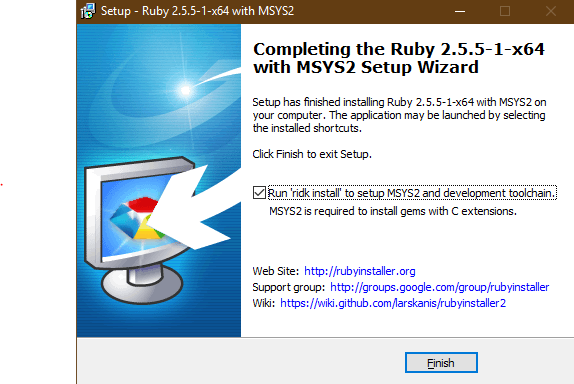 Setup - Ruby 2.5.5-1-x64 with MSYS2
Completing the Ruby 2.5.5-1-x64
with MSYS2 Setup Wizard
Setup has finished installing Ruby 2.5.5-1-x64 with MSYS2 on
your computer. The application may be launched by selecting
the installed shortcuts.
Click Finish to exit Setup.
Run 'ridk install' to setup MSYS2 and development toolchain.
MSYS2 is required to install gems with C extensions.
Web Site: http://rubyinstaller.org
Support group: http://groups.google.com/group/rubyinstaller
Wiki: https://wiki.github.com/larskanis/rubyinstaller2
Finish